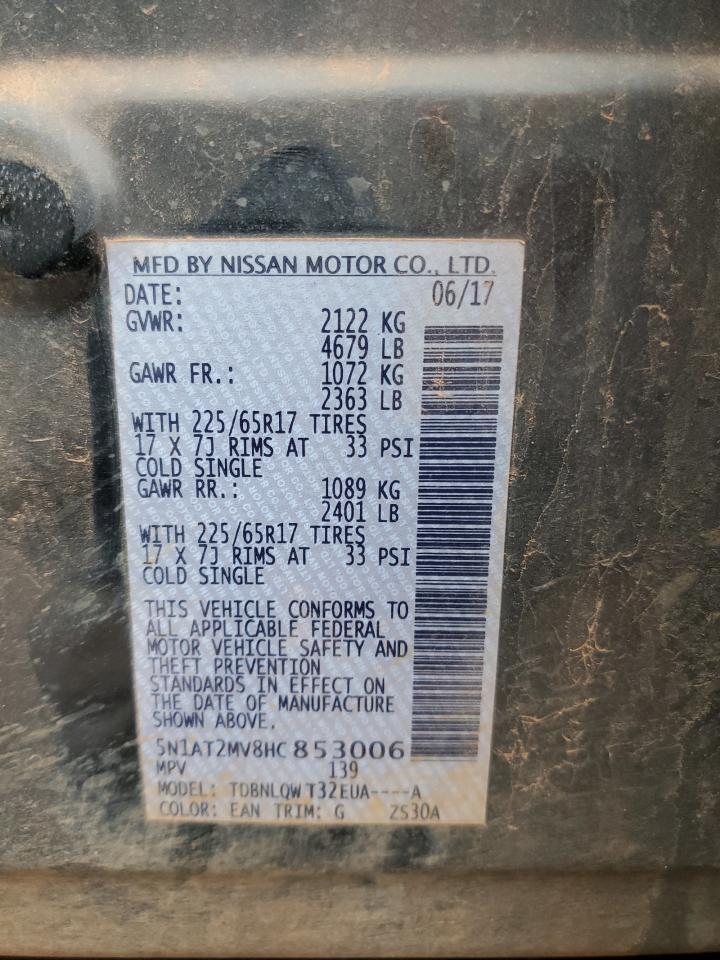 MFD BY NISSAN MOTOR CO., LTD.
DATE: 06/17
GVWR: 2122 KG
4679 LB
GAWR FR.: 1072 KG
2363 LB
WITH 225/65R17 TIRES
17 X 7J RIMS AT 33 PSI
COLD SINGLE
GAWR RR.: 1089 KG
2401 LB
WITH 225/65R17 TIRES
17 X 7J RIMS AT 33 PSI
COLD SINGLE
THIS VEHICLE CONFORMS TO
ALL APPLICABLE FEDERAL
MOTOR VEHICLE SAFETY AND
THEFT PREVENTION
STANDARDS IN EFFECT ON
THE DATE OF MANUFACTURE
SHOWN ABOVE.
5N1AT2MV8HC853006
MPV 139
MODEL: TDBNLQW T32EUA----A
COLOR: EAN TRIM: G ZS30A